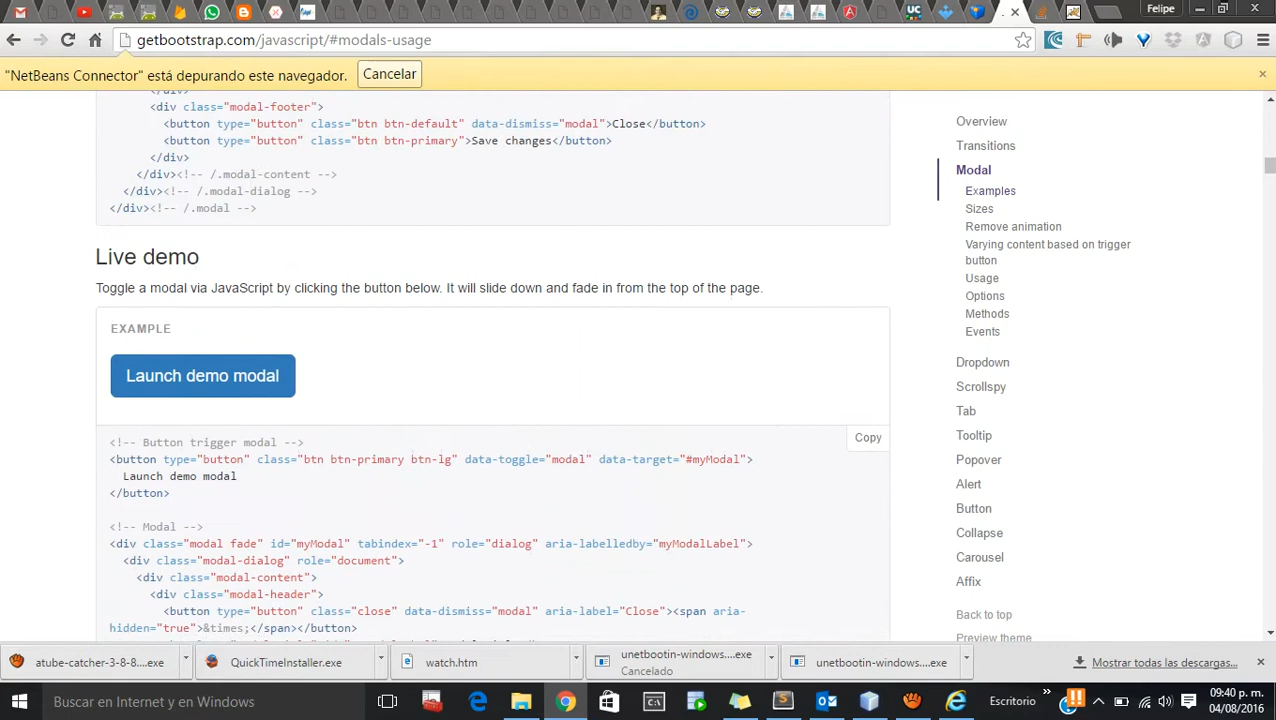 Felipe
getbootstrap.com/javascript/#modals-usage
"NetBeans Connector" está depurando este navegador. Cancelar
<div class="modal-footer">
<button type="button" class="btn btn-default" data-dismiss="modal">Close</button>
<button type="button" class="btn btn-primary">Save changes</button>
</div>
</div><!-- /.modal-content -->
</div><!-- /.modal-dialog -->
</div><!-- /.modal -->
Live demo
Toggle a modal via JavaScript by clicking the button below. It will slide down and fade in from the top of the page.
EXAMPLE
Launch demo modal
Copy
<!-- Button trigger modal -->
<button type="button" class="btn btn-primary btn-lg" data-toggle="modal" data-target="#myModal">
Launch demo modal
</button>
<!-- Modal -->
<div class="modal fade" id="myModal" tabindex="-1" role="dialog" aria-labelledby="myModalLabel">
<div class="modal-dialog" role="document">
<div class="modal-content">
<div class="modal-header">
<button type="button" class="close" data-dismiss="modal" aria-label="Close"><span aria-
hidden="true">&times;</span></button>
Overview
Transitions
Modal
Examples
Sizes
Remove animation
Varying content based on trigger
button
Usage
Options
Methods
Events
Dropdown
Scrollspy
Tab
Tooltip
Popover
Alert
Button
Collapse
Carousel
Affix
Back to top
Preview theme
atube-catcher-3-8-8....exe
QuickTimeInstaller.exe
watch.htm
unetbootin-windows....exe
Cancelado
unetbootin-windows....exe
Mostrar todas las descargas...
Buscar en Internet y en Windows
Escritorio
09:40 p. m.
04/08/2016